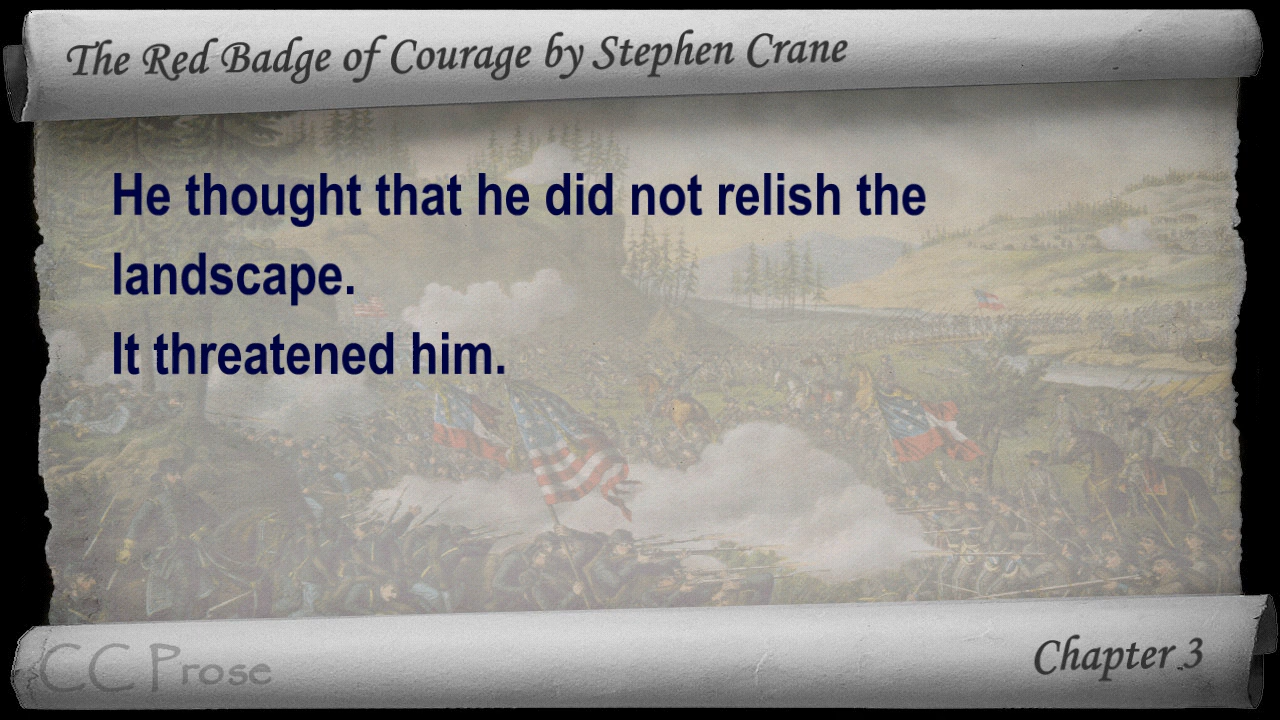 The Red Badge of Courage by Stephen Crane
He thought that he did not relish the
landscape.
It threatened him.
CC Prose
Chapter 3